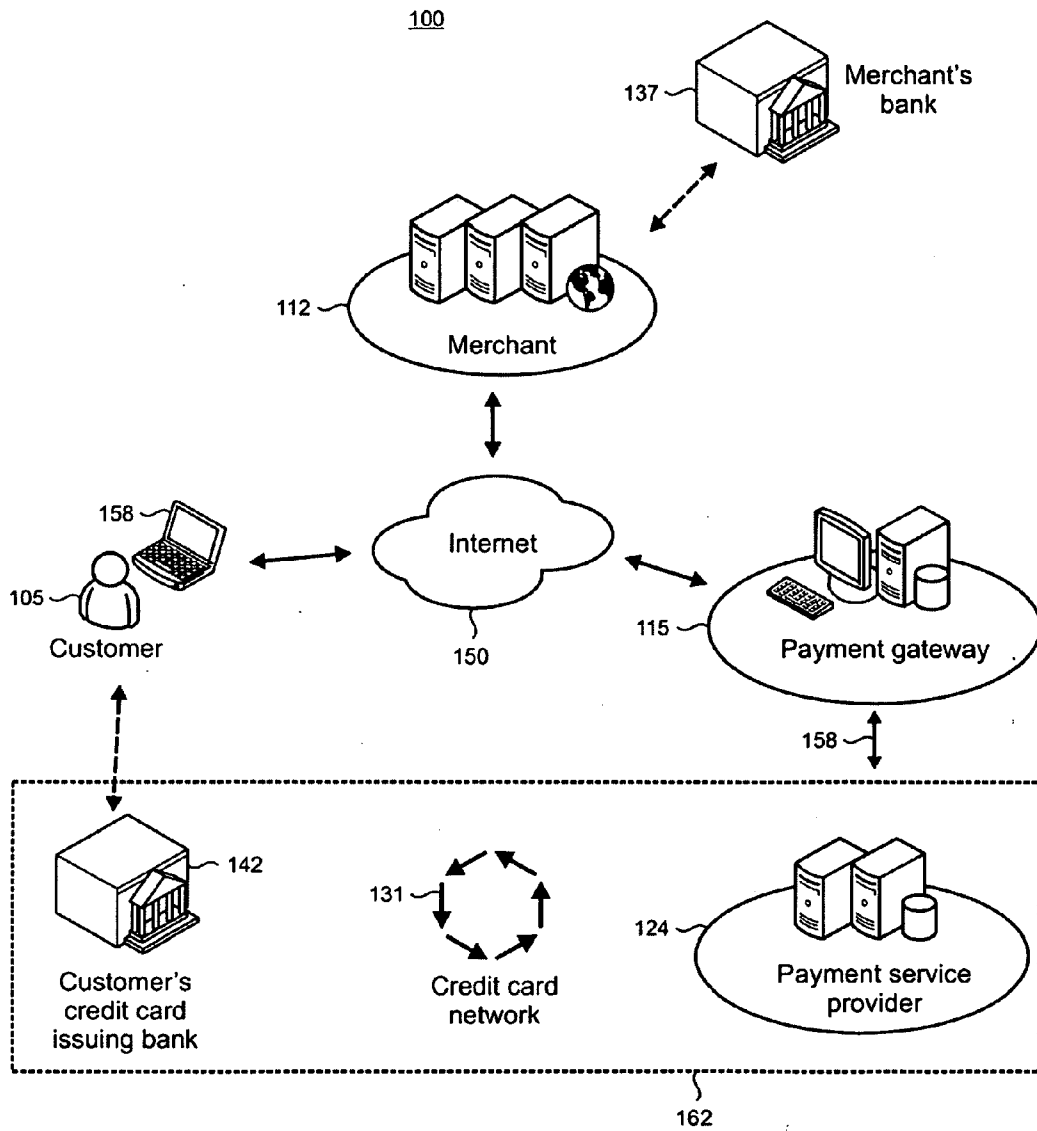 100
137
Merchant's
bank
112
Merchant
158
105
Customer
Internet
150
115
Payment gateway
158
142
Customer's
credit card
issuing bank
131
Credit card
network
124
Payment service
provider
162